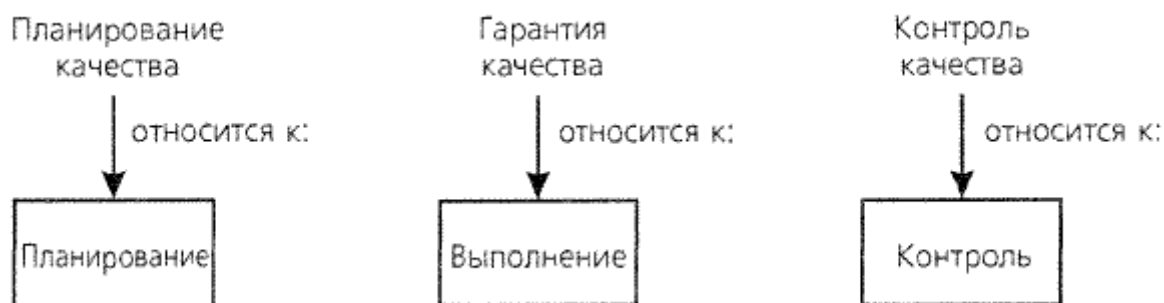 Планирование
качества
относится к:
Планирование
Гарантия
качества
относится к:
Выполнение
Контроль
качества
относится к:
Контроль